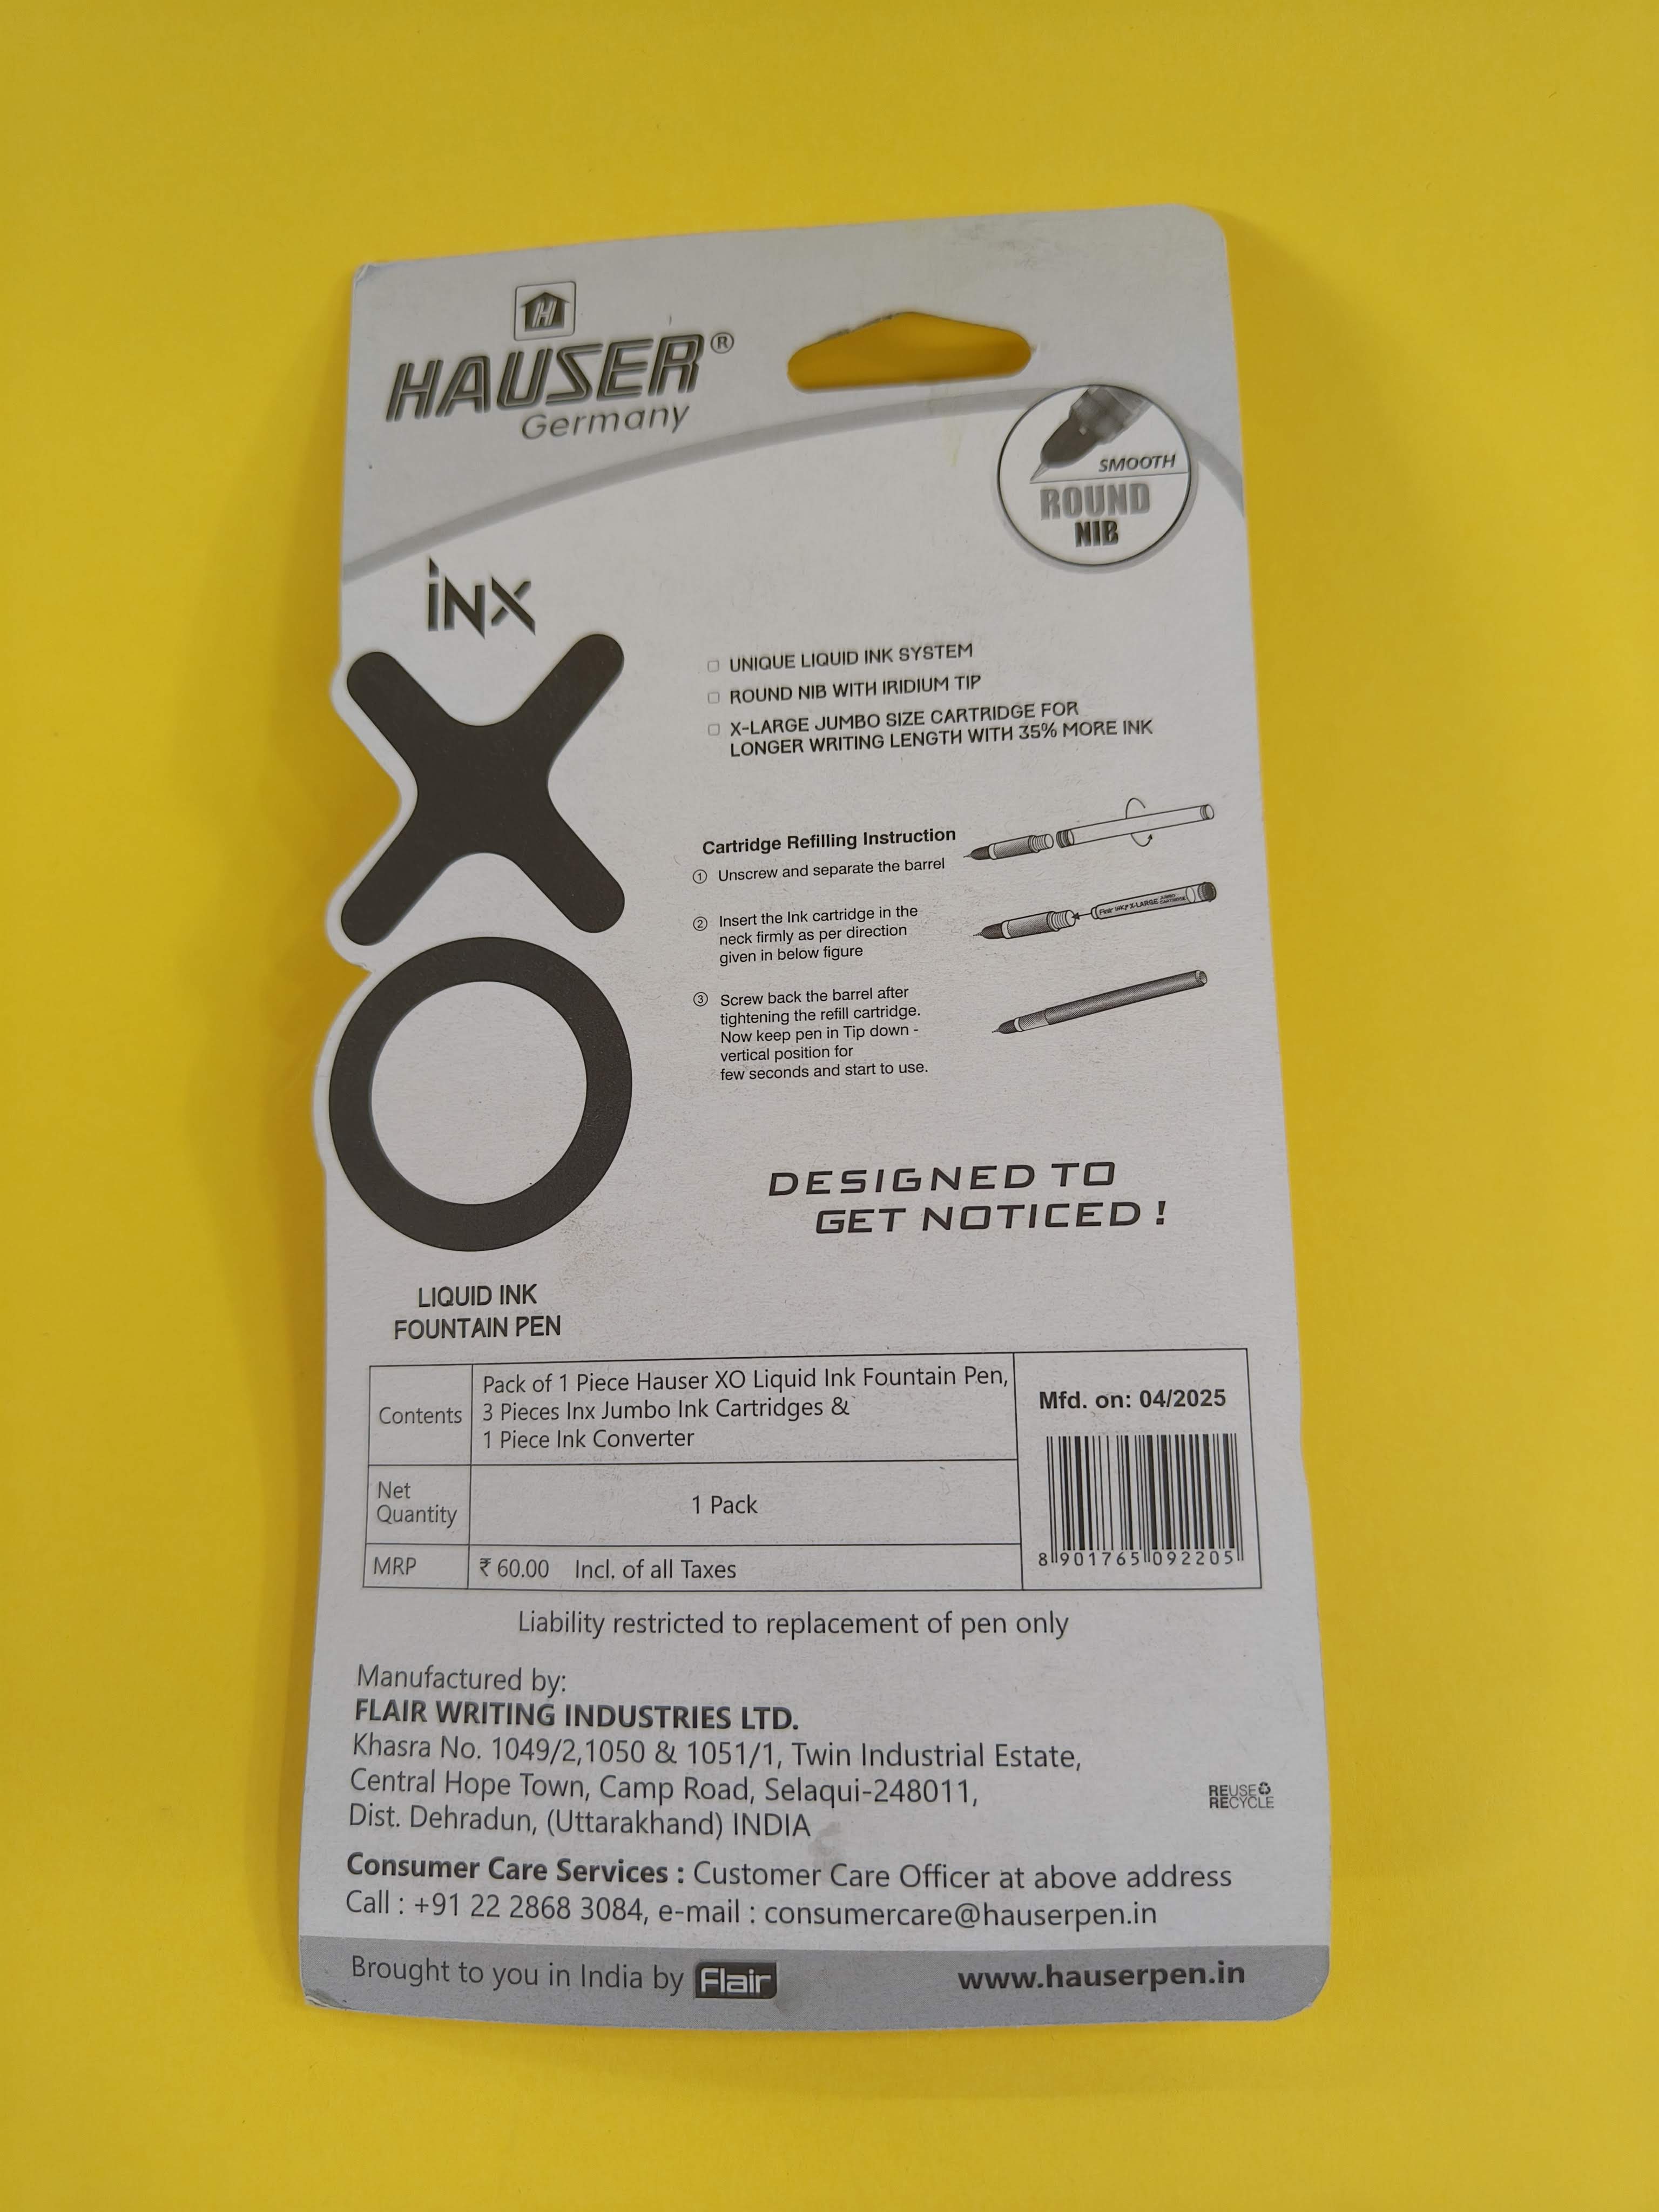 H
HAUSER®
Germany
SMOOTH
ROUND
NIB
iNX
XO
UNIQUE LIQUID INK SYSTEM
ROUND NIB WITH IRIDIUM TIP
X-LARGE JUMBO SIZE CARTRIDGE FOR
LONGER WRITING LENGTH WITH 35% MORE INK
Cartridge Refilling Instruction
① Unscrew and separate the barrel
② Insert the Ink cartridge in the
neck firmly as per direction
given in below figure
Flair inx X-LARGE JUMBO CARTRIDGE
③ Screw back the barrel after
tightening the refill cartridge.
Now keep pen in Tip down -
vertical position for
few seconds and start to use.
DESIGNED TO
GET NOTICED !
LIQUID INK
FOUNTAIN PEN
Contents
Pack of 1 Piece Hauser XO Liquid Ink Fountain Pen,
3 Pieces Inx Jumbo Ink Cartridges &
1 Piece Ink Converter
Net
Quantity
1 Pack
MRP
₹ 60.00 Incl. of all Taxes
Mfd. on: 04/2025
8 901765 092205
Liability restricted to replacement of pen only
Manufactured by:
FLAIR WRITING INDUSTRIES LTD.
Khasra No. 1049/2,1050 & 1051/1, Twin Industrial Estate,
Central Hope Town, Camp Road, Selaqui-248011,
Dist. Dehradun, (Uttarakhand) INDIA
REUSE
RECYCLE
Consumer Care Services : Customer Care Officer at above address
Call : +91 22 2868 3084, e-mail : consumercare@hauserpen.in
Brought to you in India by Flair
www.hauserpen.in